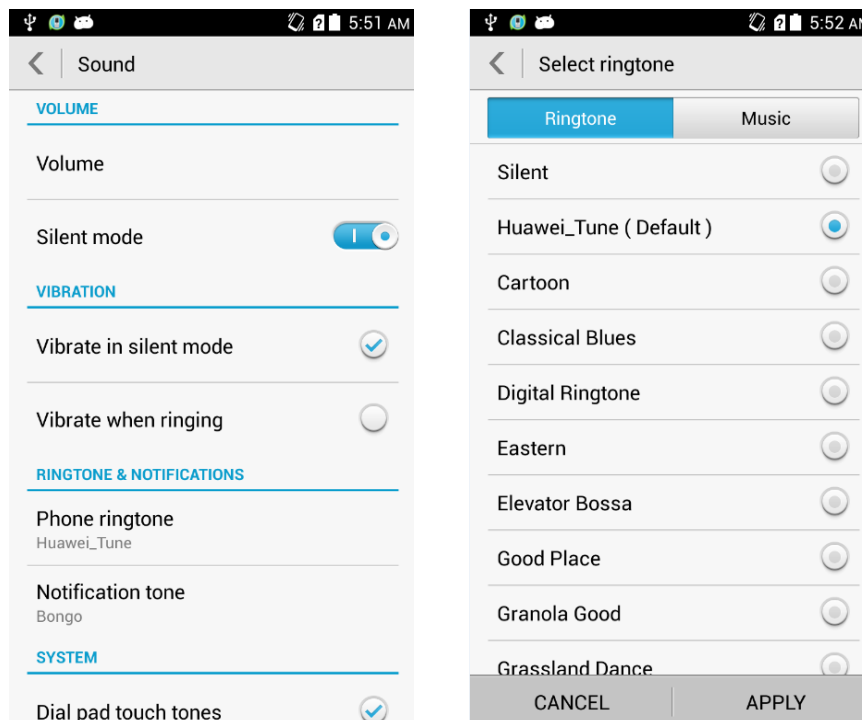 5:51 AM
Sound
VOLUME
Volume
Silent mode
VIBRATION
Vibrate in silent mode
Vibrate when ringing
RINGTONE & NOTIFICATIONS
Phone ringtone
Huawei_Tune
Notification tone
Bongo
SYSTEM
Dial pad touch tones
5:52 AM
Select ringtone
Ringtone Music
Silent
Huawei_Tune ( Default )
Cartoon
Classical Blues
Digital Ringtone
Eastern
Elevator Bossa
Good Place
Granola Good
Grassland Dance
CANCEL APPLY